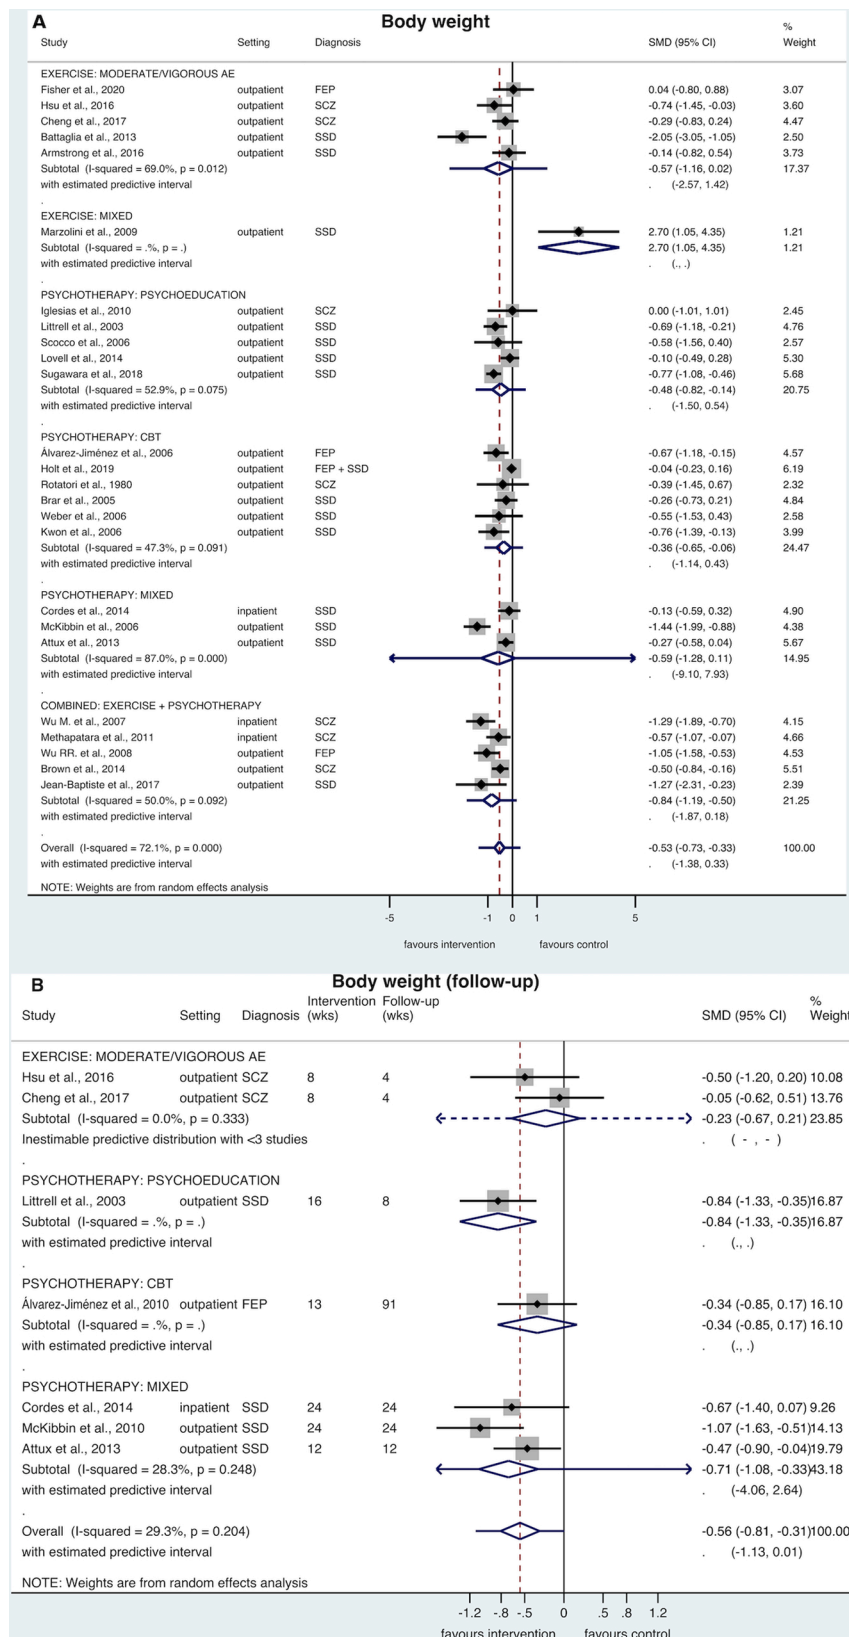 A Body weight
%
Study Setting Diagnosis SMD (95% CI) Weight
EXERCISE: MODERATE/VIGOROUS AE
Fisher et al., 2020 outpatient FEP 0.04 (-0.80, 0.88) 3.07
Hsu et al., 2016 outpatient SCZ -0.74 (-1.45, -0.03) 3.60
Cheng et al., 2017 outpatient SCZ -0.29 (-0.83, 0.24) 4.47
Battaglia et al., 2013 outpatient SSD -2.05 (-3.05, -1.05) 2.50
Armstrong et al., 2016 outpatient SSD -0.14 (-0.82, 0.54) 3.73
Subtotal (I-squared = 69.0%, p = 0.012) -0.57 (-1.16, 0.02) 17.37
with estimated predictive interval . (-2.57, 1.42)
.
EXERCISE: MIXED
Marzolini et al., 2009 outpatient SSD 2.70 (1.05, 4.35) 1.21
Subtotal (I-squared = .%, p = .) 2.70 (1.05, 4.35) 1.21
with estimated predictive interval . (., .)
.
PSYCHOTHERAPY: PSYCHOEDUCATION
Iglesias et al., 2010 outpatient SCZ 0.00 (-1.01, 1.01) 2.45
Littrell et al., 2003 outpatient SSD -0.69 (-1.18, -0.21) 4.76
Scocco et al., 2006 outpatient SSD -0.58 (-1.56, 0.40) 2.57
Lovell et al., 2014 outpatient SSD -0.10 (-0.49, 0.28) 5.30
Sugawara et al., 2018 outpatient SSD -0.77 (-1.08, -0.46) 5.68
Subtotal (I-squared = 52.9%, p = 0.075) -0.48 (-0.82, -0.14) 20.75
with estimated predictive interval . (-1.50, 0.54)
.
PSYCHOTHERAPY: CBT
Álvarez-Jiménez et al., 2006 outpatient FEP -0.67 (-1.18, -0.15) 4.57
Holt et al., 2019 outpatient FEP + SSD -0.04 (-0.23, 0.16) 6.19
Rotatori et al., 1980 outpatient SCZ -0.39 (-1.45, 0.67) 2.32
Brar et al., 2005 outpatient SSD -0.26 (-0.73, 0.21) 4.84
Weber et al., 2006 outpatient SSD -0.55 (-1.53, 0.43) 2.58
Kwon et al., 2006 outpatient SSD -0.76 (-1.39, -0.13) 3.99
Subtotal (I-squared = 47.3%, p = 0.091) -0.36 (-0.65, -0.06) 24.47
with estimated predictive interval . (-1.14, 0.43)
.
PSYCHOTHERAPY: MIXED
Cordes et al., 2014 inpatient SSD -0.13 (-0.59, 0.32) 4.90
McKibbin et al., 2006 outpatient SSD -1.44 (-1.99, -0.88) 4.38
Attux et al., 2013 outpatient SSD -0.27 (-0.58, 0.04) 5.67
Subtotal (I-squared = 87.0%, p = 0.000) -0.59 (-1.28, 0.11) 14.95
with estimated predictive interval . (-9.10, 7.93)
.
COMBINED: EXERCISE + PSYCHOTHERAPY
Wu M. et al., 2007 inpatient SCZ -1.29 (-1.89, -0.70) 4.15
Methapatara et al., 2011 inpatient SCZ -0.57 (-1.07, -0.07) 4.66
Wu RR. et al., 2008 outpatient FEP -1.05 (-1.58, -0.53) 4.53
Brown et al., 2014 outpatient SCZ -0.50 (-0.84, -0.16) 5.51
Jean-Baptiste et al., 2017 outpatient SSD -1.27 (-2.31, -0.23) 2.39
Subtotal (I-squared = 50.0%, p = 0.092) -0.84 (-1.19, -0.50) 21.25
with estimated predictive interval . (-1.87, 0.18)
.
Overall (I-squared = 72.1%, p = 0.000) -0.53 (-0.73, -0.33) 100.00
with estimated predictive interval . (-1.38, 0.33)
NOTE: Weights are from random effects analysis
-5 -1 0 1 5
favours intervention favours control
B Body weight (follow-up)
Intervention Follow-up %
Study Setting Diagnosis (wks) (wks) SMD (95% CI) Weight
EXERCISE: MODERATE/VIGOROUS AE
Hsu et al., 2016 outpatient SCZ 8 4 -0.50 (-1.20, 0.20) 10.08
Cheng et al., 2017 outpatient SCZ 8 4 -0.05 (-0.62, 0.51) 13.76
Subtotal (I-squared = 0.0%, p = 0.333) -0.23 (-0.67, 0.21) 23.85
Inestimable predictive distribution with <3 studies . ( - , - )
.
PSYCHOTHERAPY: PSYCHOEDUCATION
Littrell et al., 2003 outpatient SSD 16 8 -0.84 (-1.33, -0.35) 16.87
Subtotal (I-squared = .%, p = .) -0.84 (-1.33, -0.35) 16.87
with estimated predictive interval . (., .)
.
PSYCHOTHERAPY: CBT
Álvarez-Jiménez et al., 2010 outpatient FEP 13 91 -0.34 (-0.85, 0.17) 16.10
Subtotal (I-squared = .%, p = .) -0.34 (-0.85, 0.17) 16.10
with estimated predictive interval . (., .)
.
PSYCHOTHERAPY: MIXED
Cordes et al., 2014 inpatient SSD 24 24 -0.67 (-1.40, 0.07) 9.26
McKibbin et al., 2010 outpatient SSD 24 24 -1.07 (-1.63, -0.51) 14.13
Attux et al., 2013 outpatient SSD 12 12 -0.47 (-0.90, -0.04) 19.79
Subtotal (I-squared = 28.3%, p = 0.248) -0.71 (-1.08, -0.33) 43.18
with estimated predictive interval . (-4.06, 2.64)
.
Overall (I-squared = 29.3%, p = 0.204) -0.56 (-0.81, -0.31) 100.00
with estimated predictive interval . (-1.13, 0.01)
NOTE: Weights are from random effects analysis
-1.2 -.8 -.5 0 .5 .8 1.2
favours intervention favours control